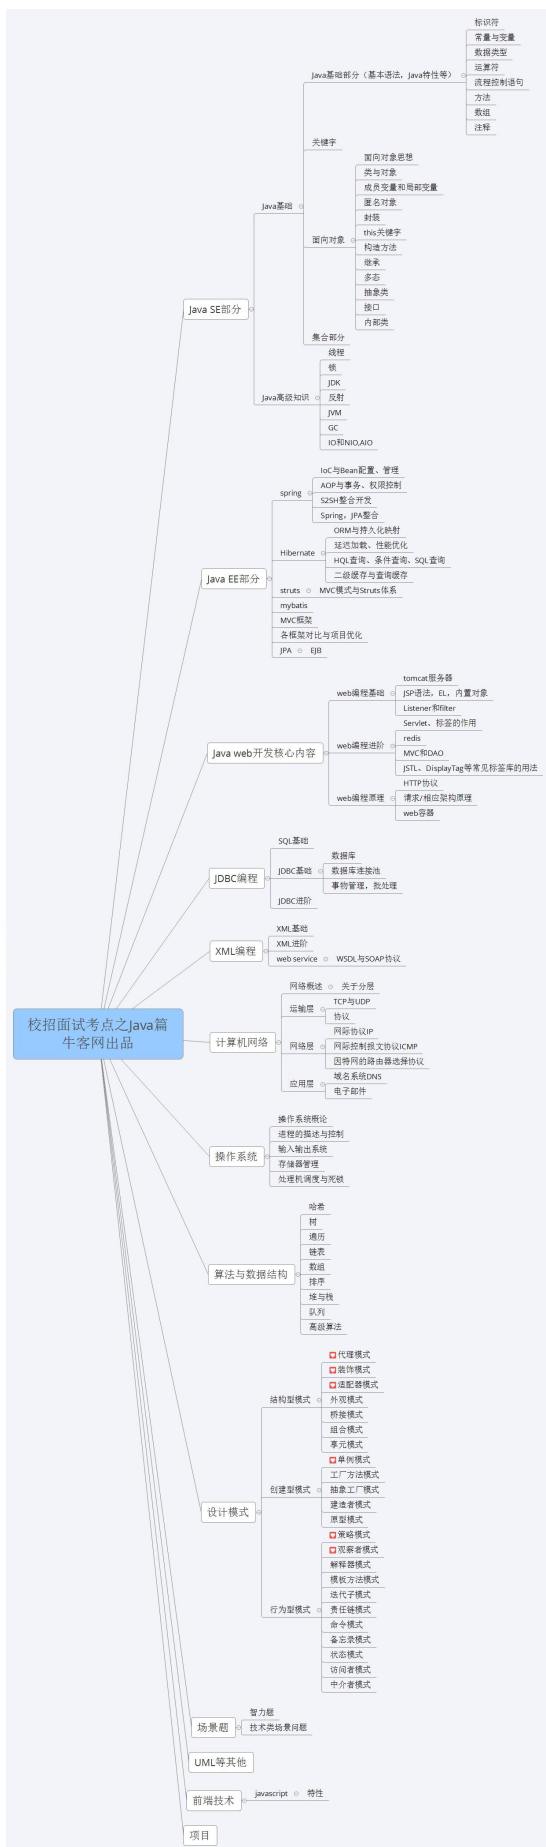 标识符
常量与变量
数据类型
Java基础部分（基本语法，Java特性等）
运算符
流程控制语句
方法
数组
注释
关键字
面向对象思想
类与对象
成员变量和局部变量
Java基础
匿名对象
封装
面向对象
this关键字
构造方法
继承
多态
抽象类
Java SE部分
接口
内部类
集合部分
线程
锁
JDK
Java高级知识
反射
JVM
GC
IO和NIO,AIO
IoC与Bean配置、管理
spring
AOP与事务、权限控制
S2SH整合开发
Spring，JPA整合
ORM与持久化映射
Hibernate
延迟加载、性能优化
HQL查询、条件查询、SQL查询
二级缓存与查询缓存
Java EE部分
struts
MVC模式与Struts体系
mybatis
MVC框架
各框架对比与项目优化
JPA
EJB
tomcat服务器
web编程基础
JSP语法，EL，内置对象
Listener和filter
Servlet、标签的作用
web编程进阶
redis
Java web开发核心内容
MVC和DAO
JSTL、DisplayTag等常见标签库的用法
HTTP协议
web编程原理
请求/相应架构原理
web容器
SQL基础
数据库
JDBC编程
JDBC基础
数据库连接池
事物管理，批处理
JDBC进阶
XML基础
XML编程
XML进阶
web service
WSDL与SOAP协议
校招面试考点之Java篇
牛客网出品
网络概述
关于分层
运输层
TCP与UDP
协议
计算机网络
网际协议IP
网络层
网际控制报文协议ICMP
因特网的路由器选择协议
应用层
域名系统DNS
电子邮件
操作系统概论
进程的描述与控制
操作系统
输入输出系统
存储器管理
处理机调度与死锁
哈希
树
遍历
链表
算法与数据结构
数组
排序
堆与栈
队列
高级算法
代理模式
装饰模式
适配器模式
结构型模式
外观模式
桥接模式
组合模式
享元模式
单例模式
工厂方法模式
创建型模式
抽象工厂模式
建造者模式
设计模式
原型模式
策略模式
观察者模式
解释器模式
模板方法模式
迭代子模式
行为型模式
责任链模式
命令模式
备忘录模式
状态模式
访问者模式
中介者模式
场景题
智力题
技术类场景问题
UML等其他
前端技术
javascript
特性
项目